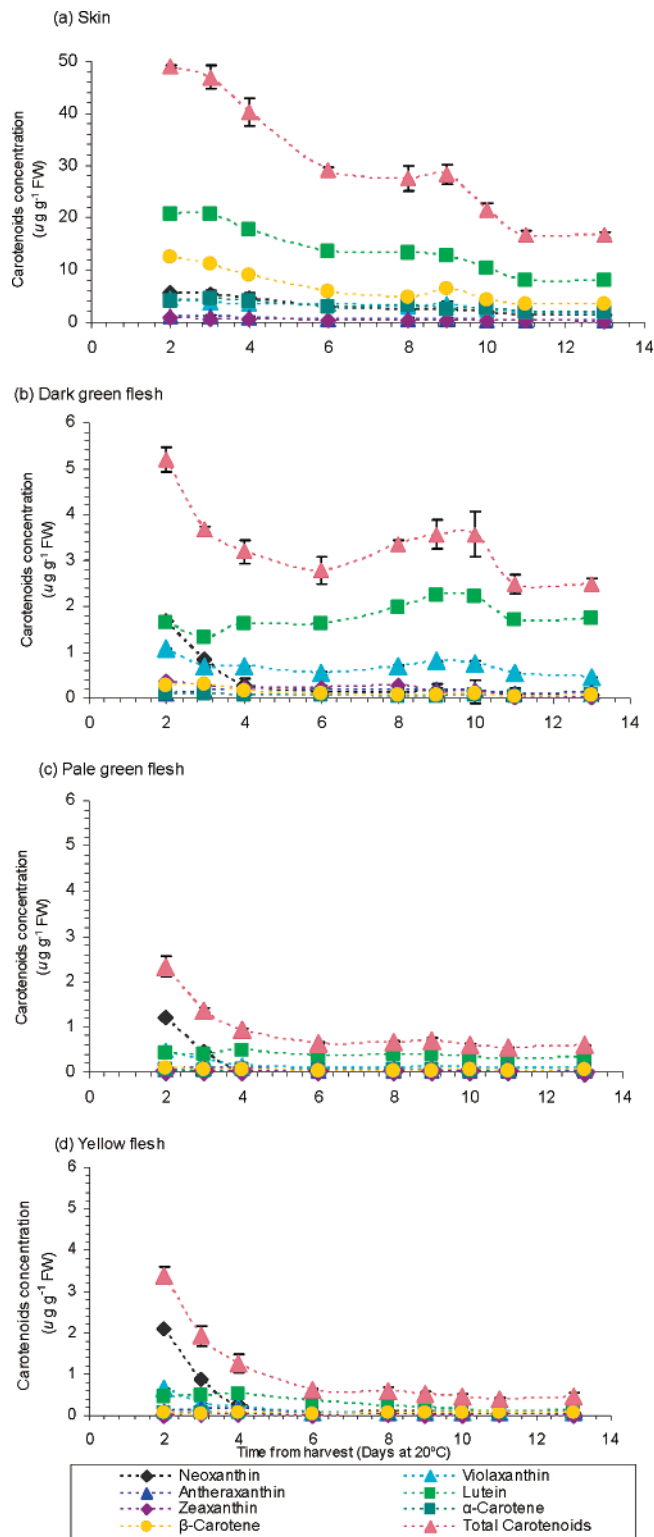 (a) Skin
Carotenoids concentration
(ug g⁻¹ FW)
50
40
30
20
10
0
0 2 4 6 8 10 12 14
(b) Dark green flesh
Carotenoids concentration
(ug g⁻¹ FW)
6
5
4
3
2
1
0
0 2 4 6 8 10 12 14
(c) Pale green flesh
Carotenoids concentration
(ug g⁻¹ FW)
6
5
4
3
2
1
0
0 2 4 6 8 10 12 14
(d) Yellow flesh
Carotenoids concentration
(ug g⁻¹ FW)
6
5
4
3
2
1
0
0 2 4 6 8 10 12 14
Time from harvest (Days at 20ºC)
Neoxanthin Violaxanthin
Antheraxanthin Lutein
Zeaxanthin α-Carotene
β-Carotene Total Carotenoids